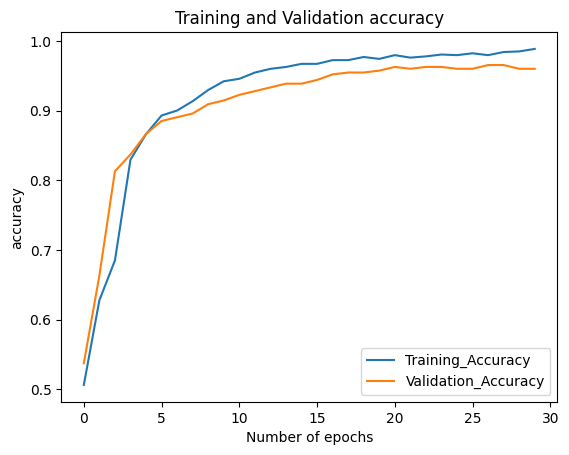 Training and Validation accuracy
1.0
0.9
0.8
0.7
0.6
0.5
accuracy
0 5 10 15 20 25 30
Number of epochs
Training_Accuracy
Validation_Accuracy